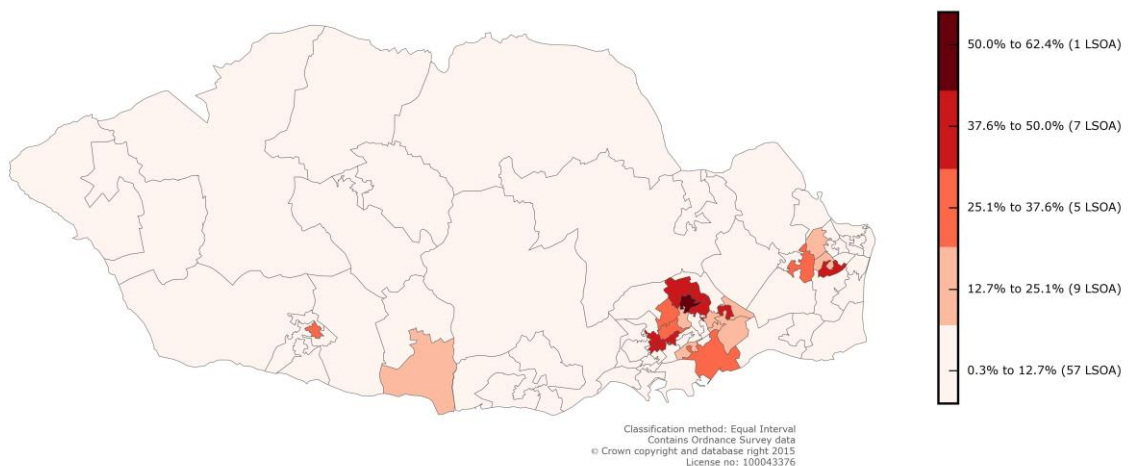 50.0% to 62.4% (1 LSOA)
37.6% to 50.0% (7 LSOA)
25.1% to 37.6% (5 LSOA)
12.7% to 25.1% (9 LSOA)
0.3% to 12.7% (57 LSOA)
Classification method: Equal Interval
Contains Ordnance Survey data
© Crown copyright and database right 2015
License no: 100043376